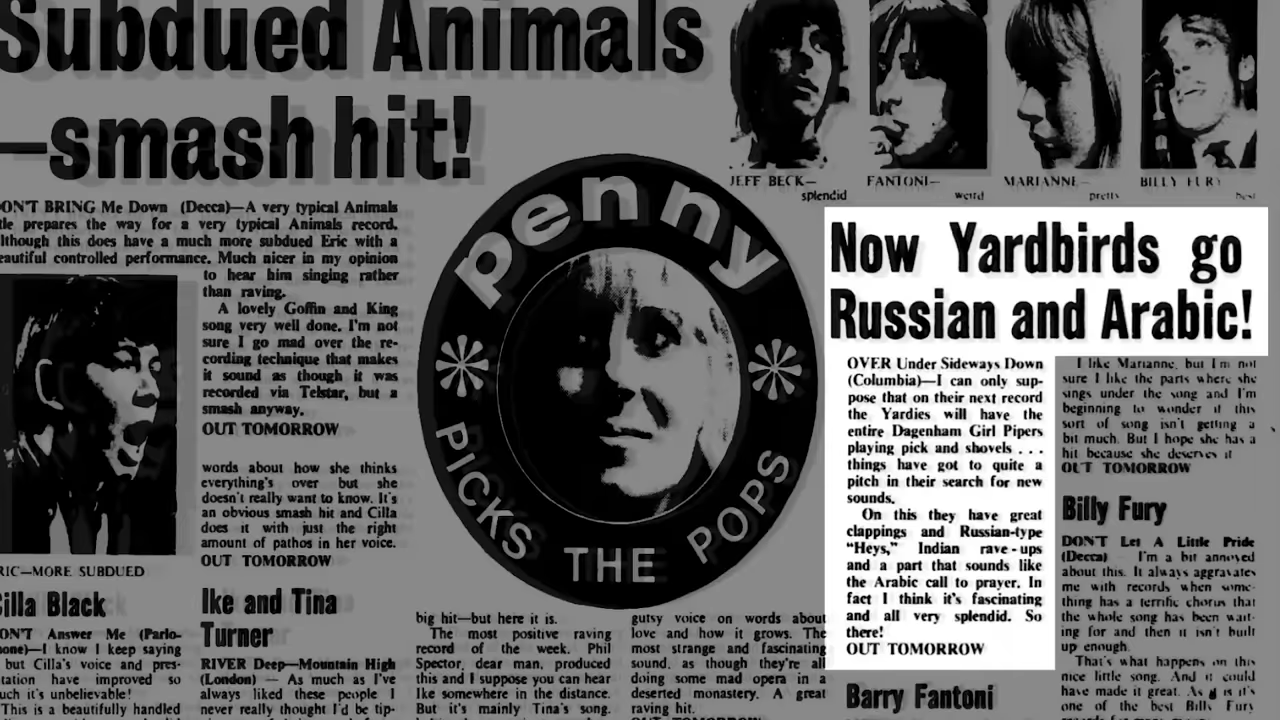 Subdued Animals
—smash hit!
JEFF BECK—
splendid
FANTONI—
weird
MARIANNE—
pretty
BILLY FURY
best
ON'T BRING Me Down (Decca)—A very typical Animals
tle prepares the way for a very typical Animals record,
lthough this does have a much more subdued Eric with a
eautiful controlled performance. Much nicer in my opinion
to hear him singing rather
than raving.
A lovely Goffin and King
song very well done. I'm not
sure I go mad over the re-
cording technique that makes
it sound as though it was
recorded via Telstar, but a
smash anyway.
OUT TOMORROW
RIC—MORE SUBDUED
illa Black
ON'T Answer Me (Parlo-
one)—I know I keep saying
but Cilla's voice and pres-
tation have improved so
uch it's unbelievable!
This is a beautifully handled
words about how she thinks
everything's over but she
doesn't really want to know. It's
an obvious smash hit and Cilla
does it with just the right
amount of pathos in her voice.
OUT TOMORROW
Ike and Tina
Turner
RIVER Deep—Mountain High
(London) — As much as I've
always liked these people I
never really thought I'd be tip-
penny
PICKS THE POPS
big hit—but here it is.
The most positive raving
record of the week. Phil
Spector, dear man, produced
this and I suppose you can hear
Ike somewhere in the distance.
But it's mainly Tina's song.
gutsy voice on words about
love and how it grows. The
most strange and fascinating
sound, as though they're all
doing some mad opera in a
deserted monastery. A great
raving hit.
OUT TOMORROW
Now Yardbirds go
Russian and Arabic!
OVER Under Sideways Down
(Columbia)—I can only sup-
pose that on their next record
the Yardies will have the
entire Dagenham Girl Pipers
playing pick and shovels . . .
things have got to quite a
pitch in their search for new
sounds.
On this they have great
clappings and Russian-type
"Heys," Indian rave-ups
and a part that sounds like
the Arabic call to prayer. In
fact I think it's fascinating
and all very splendid. So
there!
OUT TOMORROW
Barry Fantoni
I like Marianne, but I'm not
sure I like the parts where she
sings under the song and I'm
beginning to wonder if this
sort of song isn't getting a
bit much. But I hope she has a
hit because she deserves it
OUT TOMORROW
Billy Fury
DON'T Let A Little Pride
(Decca) — I'm a bit annoyed
about this. It always aggravates
me with records when some-
thing has a terrific chorus that
the whole song has been wait-
ing for and then it isn't built
up enough.
That's what happens on this
nice little song. And it could
have made it great. As it is it's
one of the best Billy Fury